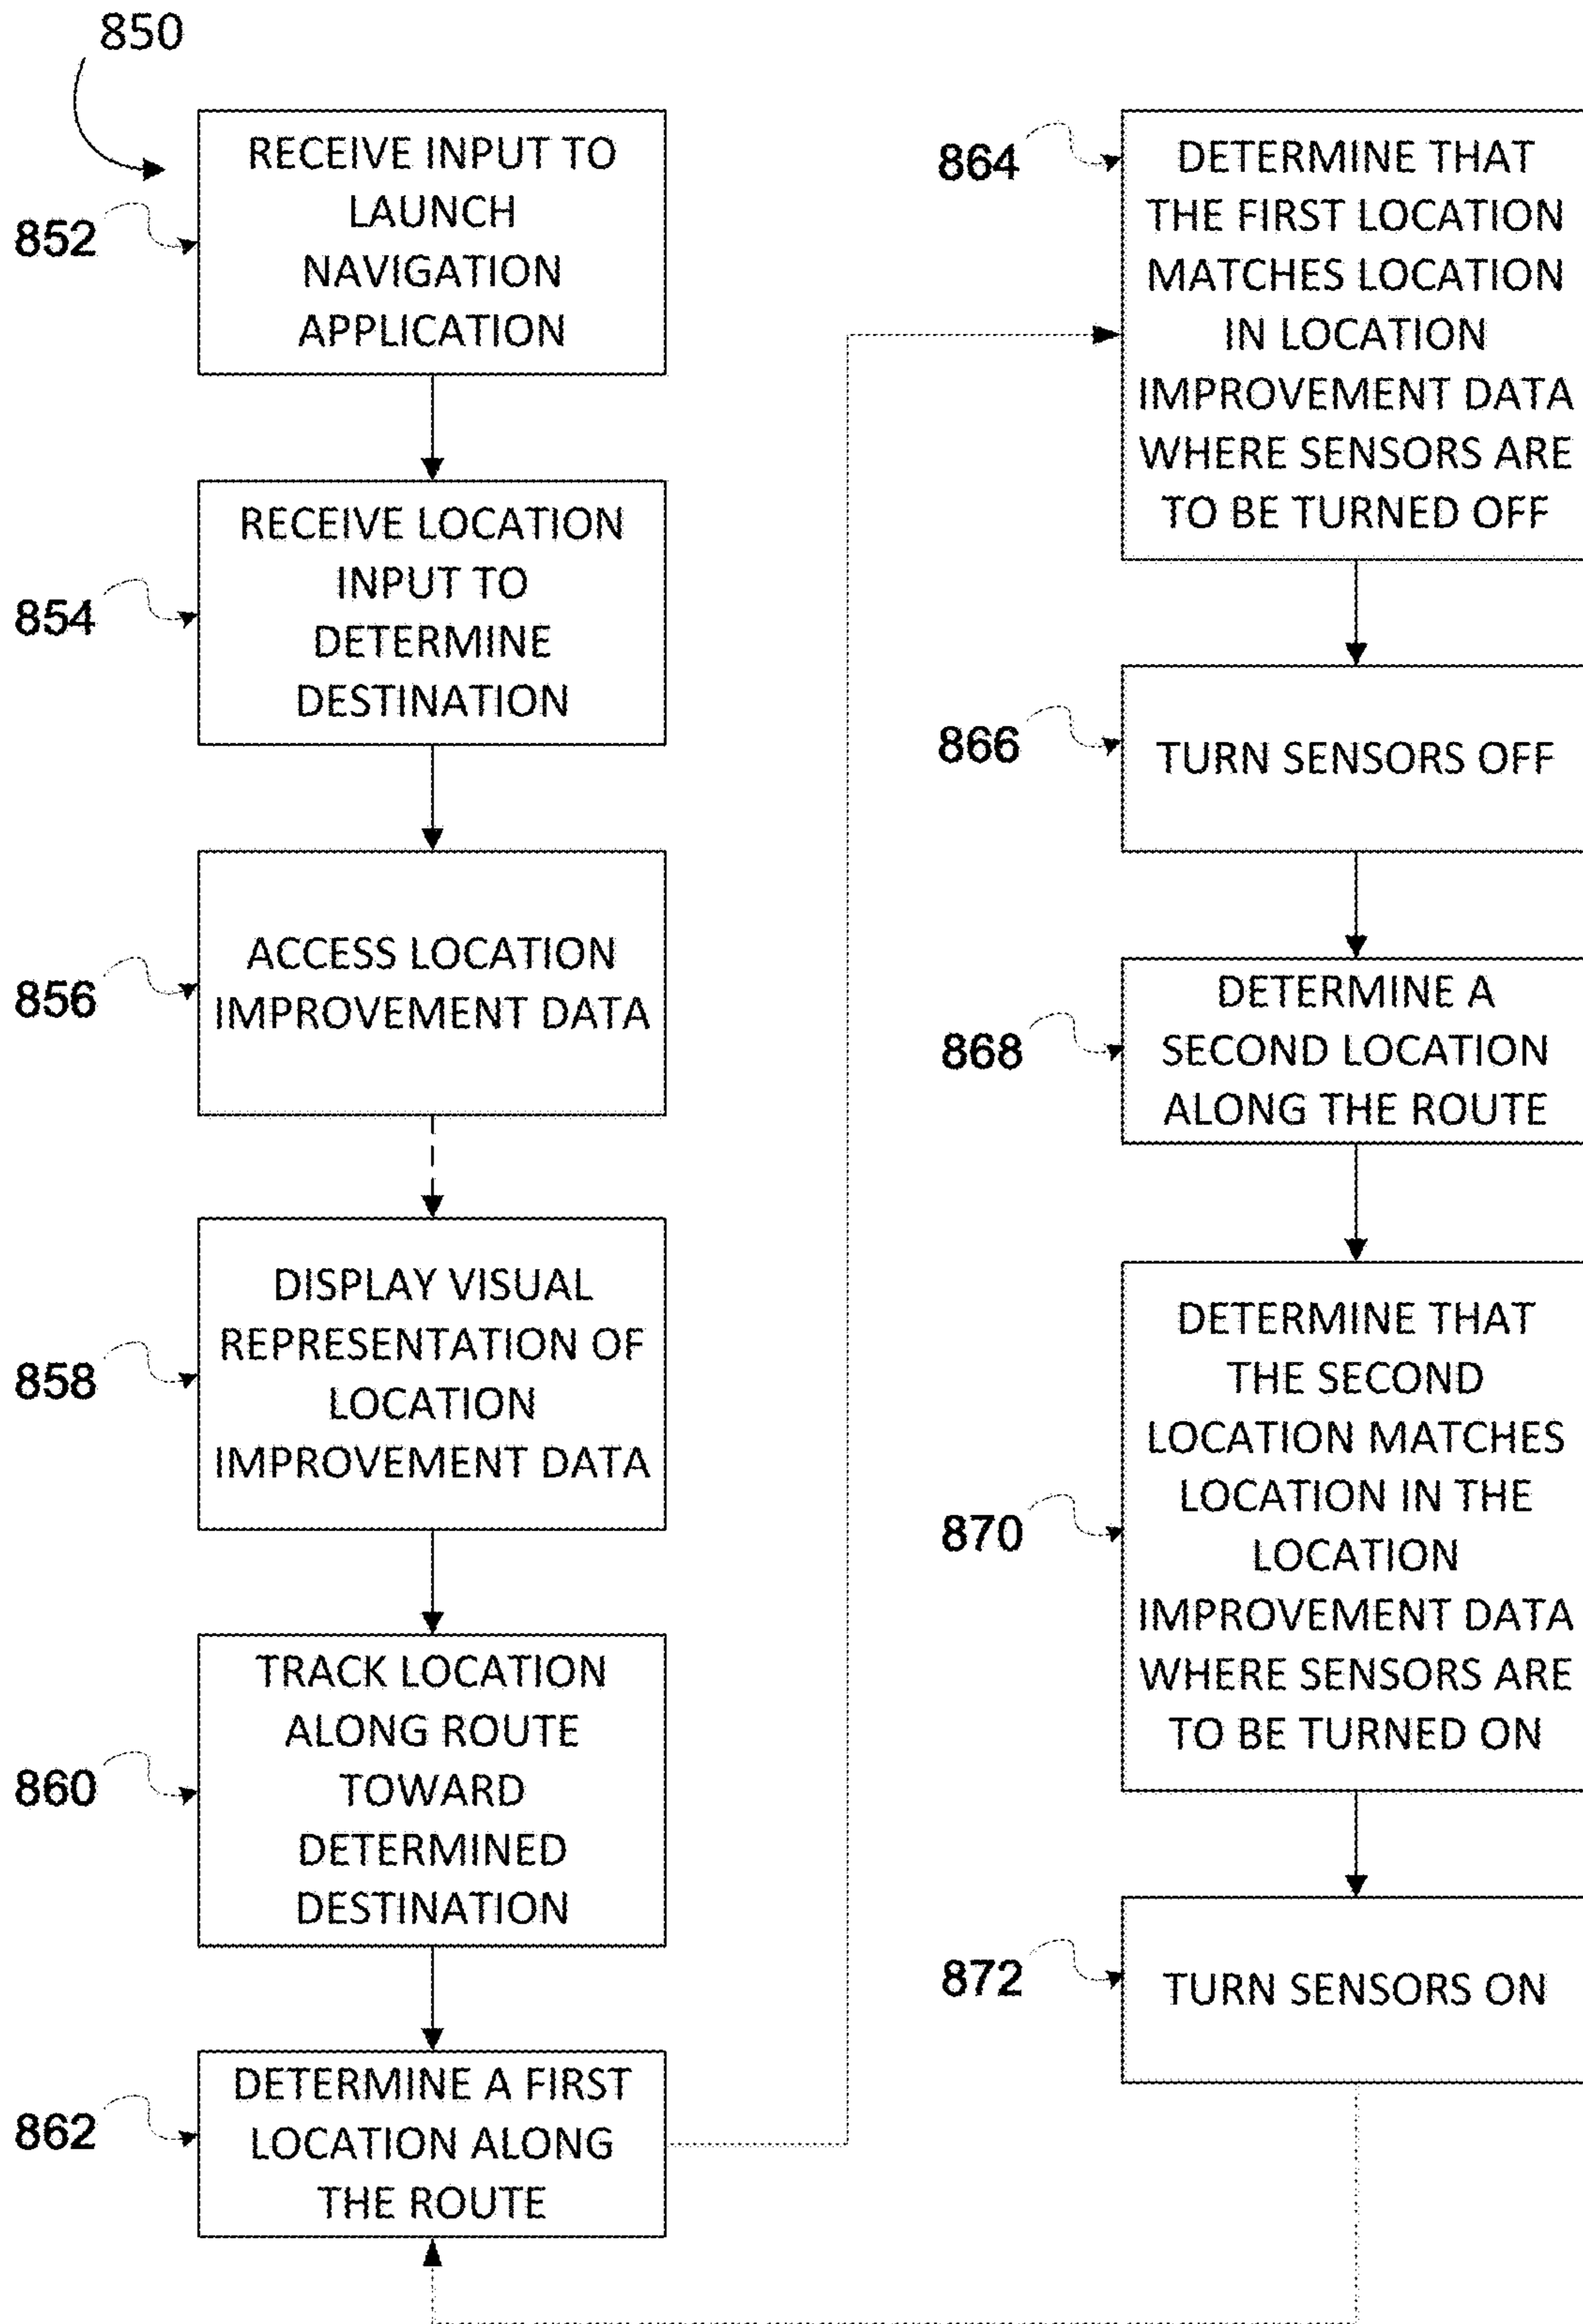 850
852
RECEIVE INPUT TO
LAUNCH
NAVIGATION
APPLICATION
854
RECEIVE LOCATION
INPUT TO
DETERMINE
DESTINATION
856
ACCESS LOCATION
IMPROVEMENT DATA
858
DISPLAY VISUAL
REPRESENTATION OF
LOCATION
IMPROVEMENT DATA
860
TRACK LOCATION
ALONG ROUTE
TOWARD
DETERMINED
DESTINATION
862
DETERMINE A FIRST
LOCATION ALONG
THE ROUTE
864
DETERMINE THAT
THE FIRST LOCATION
MATCHES LOCATION
IN LOCATION
IMPROVEMENT DATA
WHERE SENSORS ARE
TO BE TURNED OFF
866
TURN SENSORS OFF
868
DETERMINE A
SECOND LOCATION
ALONG THE ROUTE
870
DETERMINE THAT
THE SECOND
LOCATION MATCHES
LOCATION IN THE
LOCATION
IMPROVEMENT DATA
WHERE SENSORS ARE
TO BE TURNED ON
872
TURN SENSORS ON